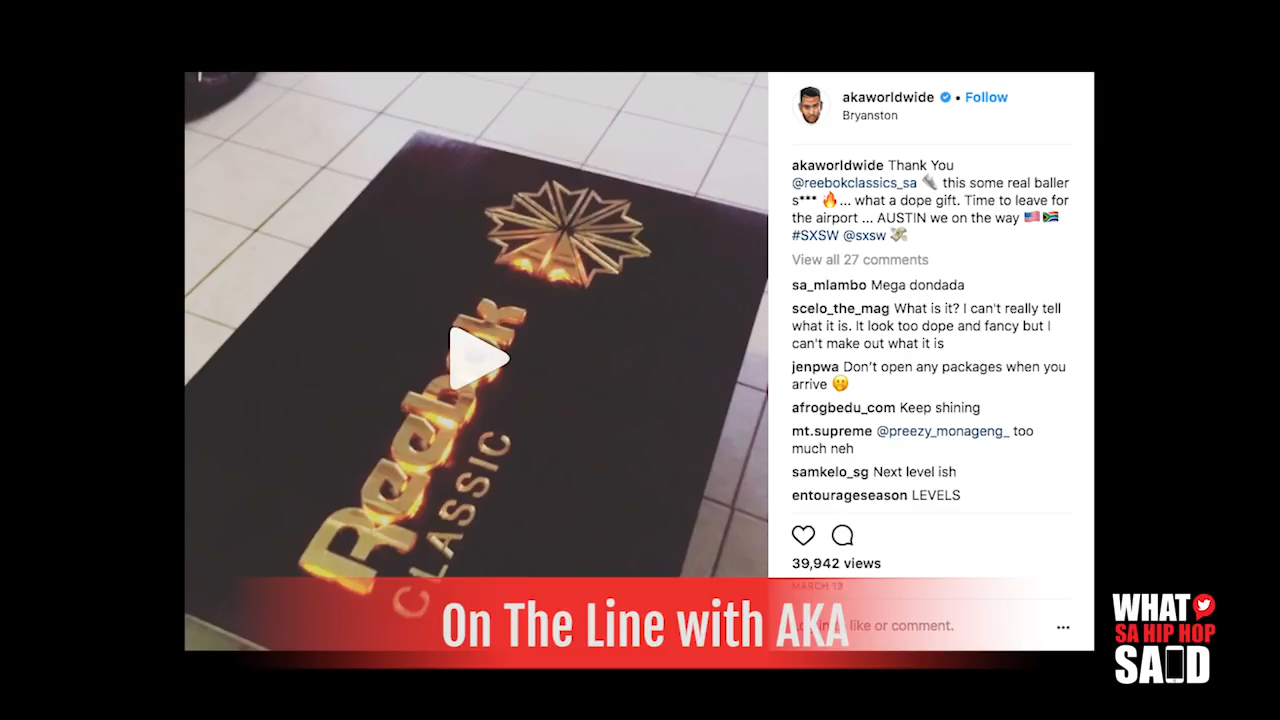 Reebok
CLASSIC
akaworldwide • Follow
Bryanston
akaworldwide Thank You
@reebokclassics_sa this some real baller
s*** 🔥... what a dope gift. Time to leave for
the airport ... AUSTIN we on the way 🇺🇸🇿🇦
#SXSW @sxsw 💸
View all 27 comments
sa_mlambo Mega dondada
scelo_the_mag What is it? I can't really tell
what it is. It look too dope and fancy but I
can't make out what it is
jenpwa Don’t open any packages when you
arrive 🤭
afrogbedu_com Keep shining
mt.supreme @preezy_monageng_ too
much neh
samkelo_sg Next level ish
entourageseason LEVELS
39,942 views
MARCH 13
like or comment.
On The Line with AKA
WHAT
SA HIP HOP
SAID